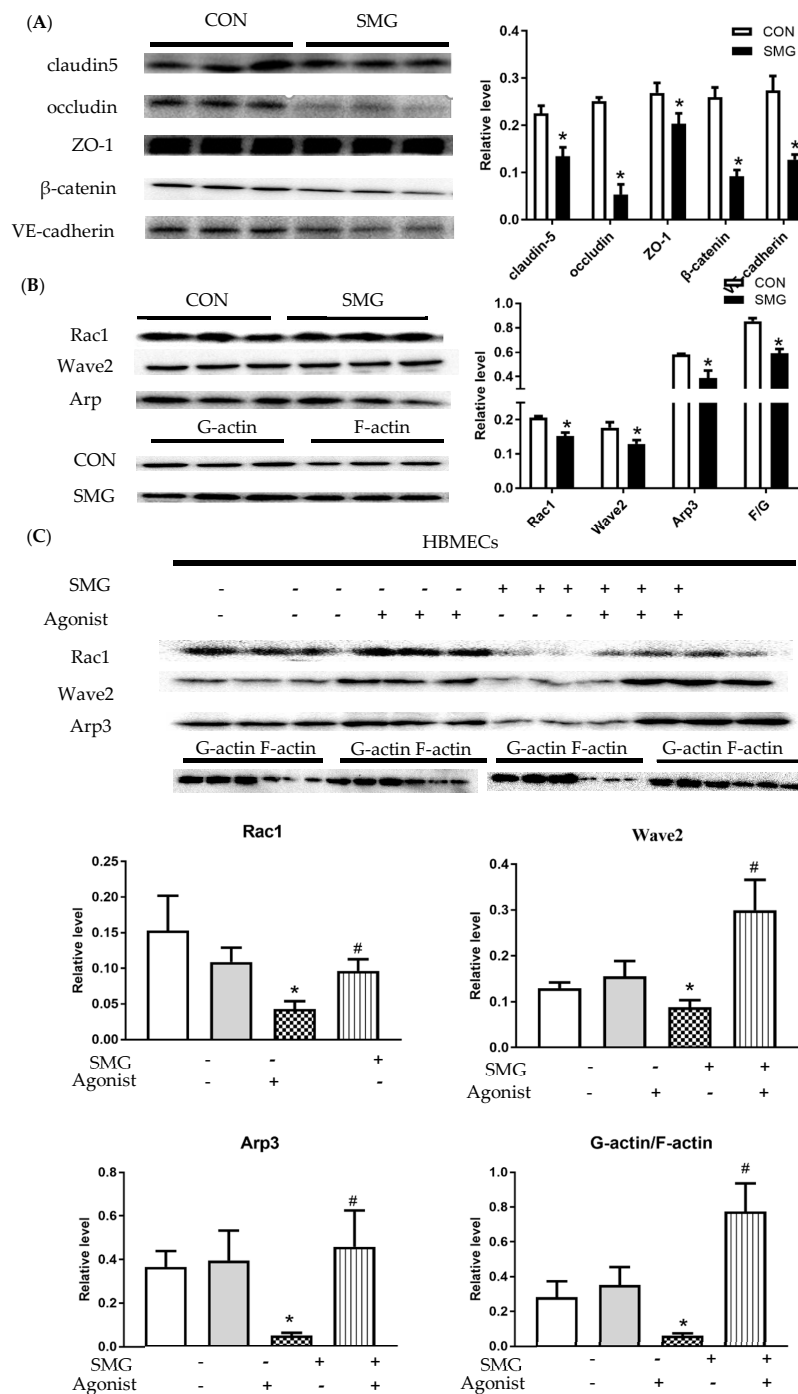 (A)
CON SMG
claudin5
occludin
ZO-1
β-catenin
VE-cadherin
CON
SMG
Relative level
0.4
0.3
0.2
0.1
0.0
* * * * *
claudin-5 occludin ZO-1 β-catenin cadherin
(B)
CON SMG
Rac1
Wave2
Arp
G-actin F-actin
CON
SMG
CON
SMG
Relative level
1.0
0.8
0.6
0.4
0.2
0.1
0.0
* * * *
Rac1 Wave2 Arp3 F/G
(C)
HBMECs
SMG - - - - - - + + + + + +
Agonist - - - + + + - - - + + +
Rac1
Wave2
Arp3
G-actin F-actin G-actin F-actin G-actin F-actin G-actin F-actin
Rac1
Relative level
0.25
0.20
0.15
0.10
0.05
0.00
* #
SMG - - +
Agonist - + -
Wave2
Relative level
0.4
0.3
0.2
0.1
0.0
* #
SMG - - + +
Agonist - + - +
Arp3
Relative level
0.8
0.6
0.4
0.2
0.0
* #
SMG - - + +
Agonist - + - +
G-actin/F-actin
Relative level
1.0
0.8
0.6
0.4
0.2
0.0
* #
SMG - - + +
Agonist - + - +